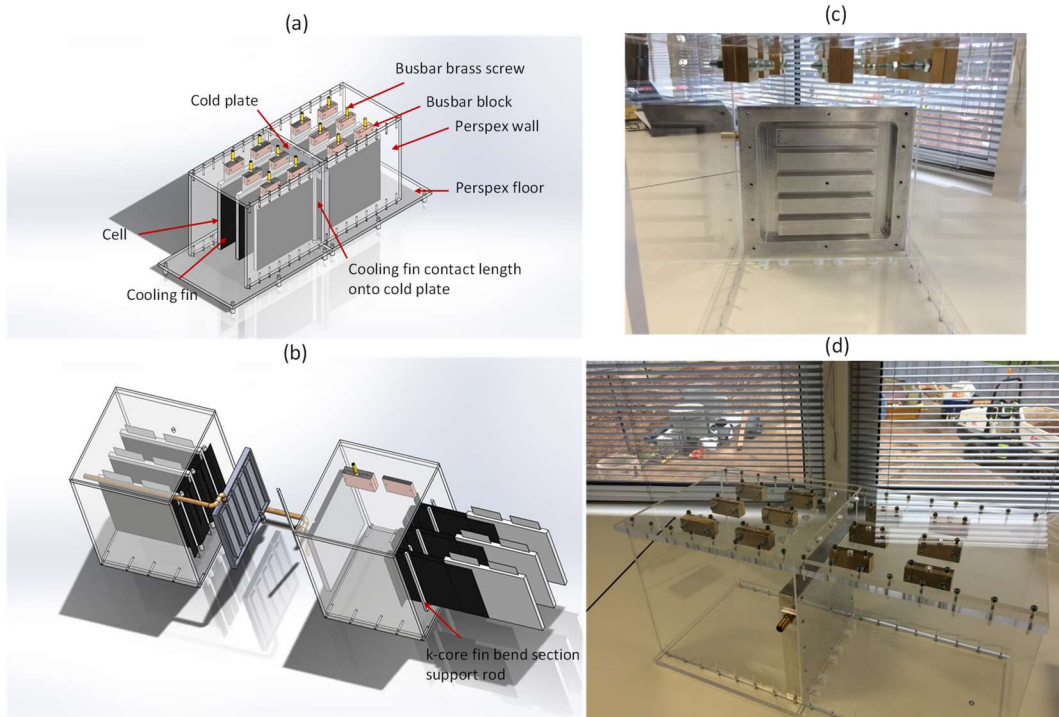 (a)
Busbar brass screw
Cold plate
Busbar block
Perspex wall
Perspex floor
Cell
Cooling fin contact length
onto cold plate
Cooling fin
(b)
k-core fin bend section
support rod
(c)
(d)